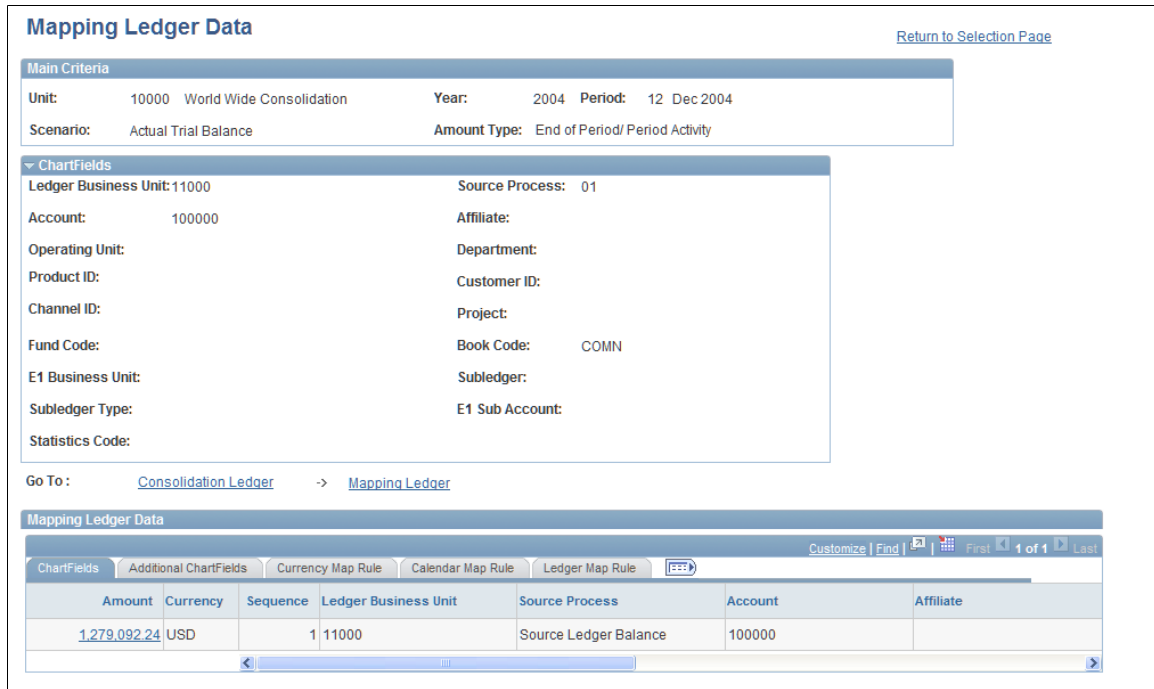 Mapping Ledger Data
Return to Selection Page
Main Criteria
Unit: 10000 World Wide Consolidation Year: 2004 Period: 12 Dec 2004
Scenario: Actual Trial Balance Amount Type: End of Period/ Period Activity
ChartFields
Ledger Business Unit: 11000 Source Process: 01
Account: 100000 Affiliate:
Operating Unit: Department:
Product ID: Customer ID:
Channel ID: Project:
Fund Code: Book Code: COMN
E1 Business Unit: Subledger:
Subledger Type: E1 Sub Account:
Statistics Code:
Go To : Consolidation Ledger -> Mapping Ledger
Mapping Ledger Data
Customize | Find | | First 1 of 1 Last
ChartFields Additional ChartFields Currency Map Rule Calendar Map Rule Ledger Map Rule
Amount Currency Sequence Ledger Business Unit Source Process Account Affiliate
1,279,092.24 USD 1 11000 Source Ledger Balance 100000